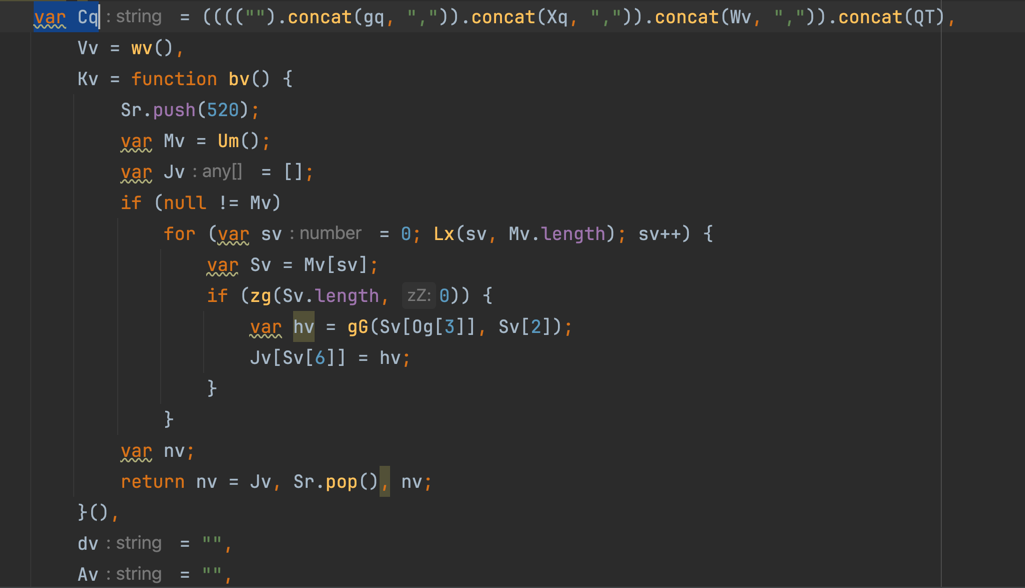 var Cq : string = (((("").concat(gq, ",")).concat(Xq, ",")).concat(Wv, ",")).concat(QT),
Vv = wv(),
Kv = function bv() {
Sr.push(520);
var Mv = Um();
var Jv : any[] = [];
if (null != Mv)
for (var sv : number = 0; Lx(sv, Mv.length); sv++) {
var Sv = Mv[sv];
if (zg(Sv.length, zZ: 0)) {
var hv = gG(Sv[Og[3]], Sv[2]);
Jv[Sv[6]] = hv;
}
}
var nv;
return nv = Jv, Sr.pop(), nv;
}(),
dv : string = "",
Av : string = "",